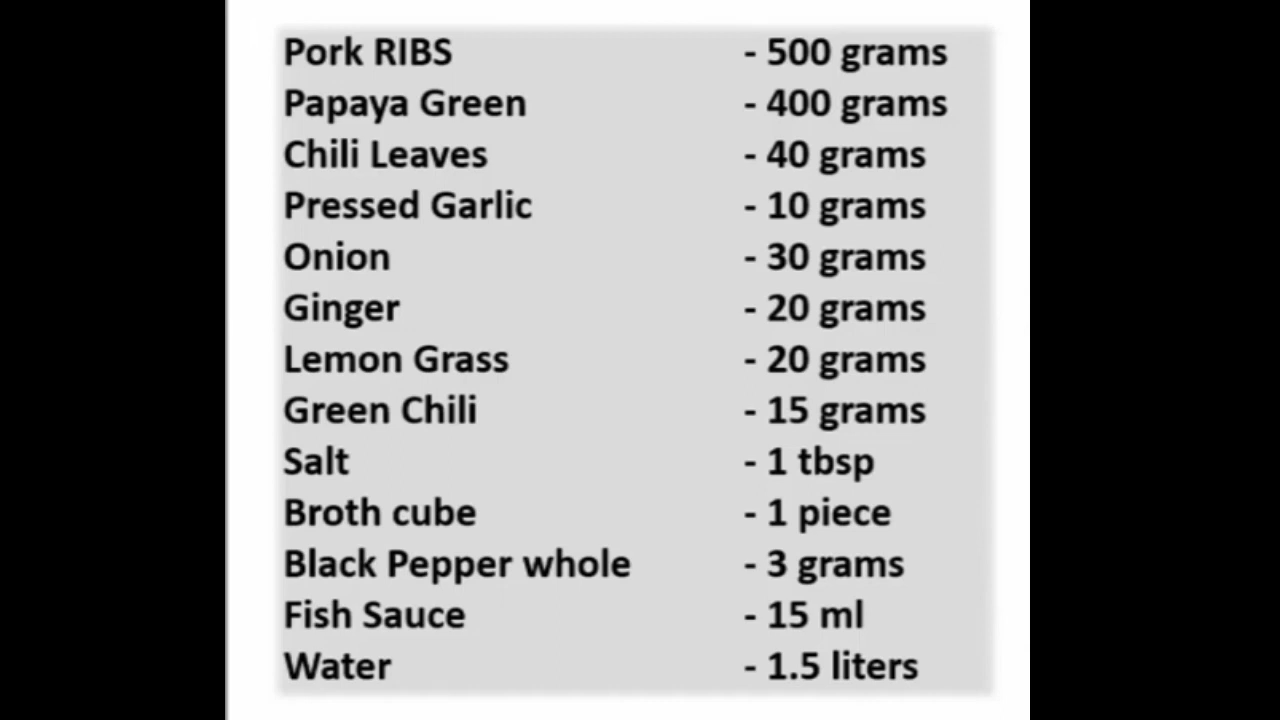 Pork RIBS - 500 grams
Papaya Green - 400 grams
Chili Leaves - 40 grams
Pressed Garlic - 10 grams
Onion - 30 grams
Ginger - 20 grams
Lemon Grass - 20 grams
Green Chili - 15 grams
Salt - 1 tbsp
Broth cube - 1 piece
Black Pepper whole - 3 grams
Fish Sauce - 15 ml
Water - 1.5 liters